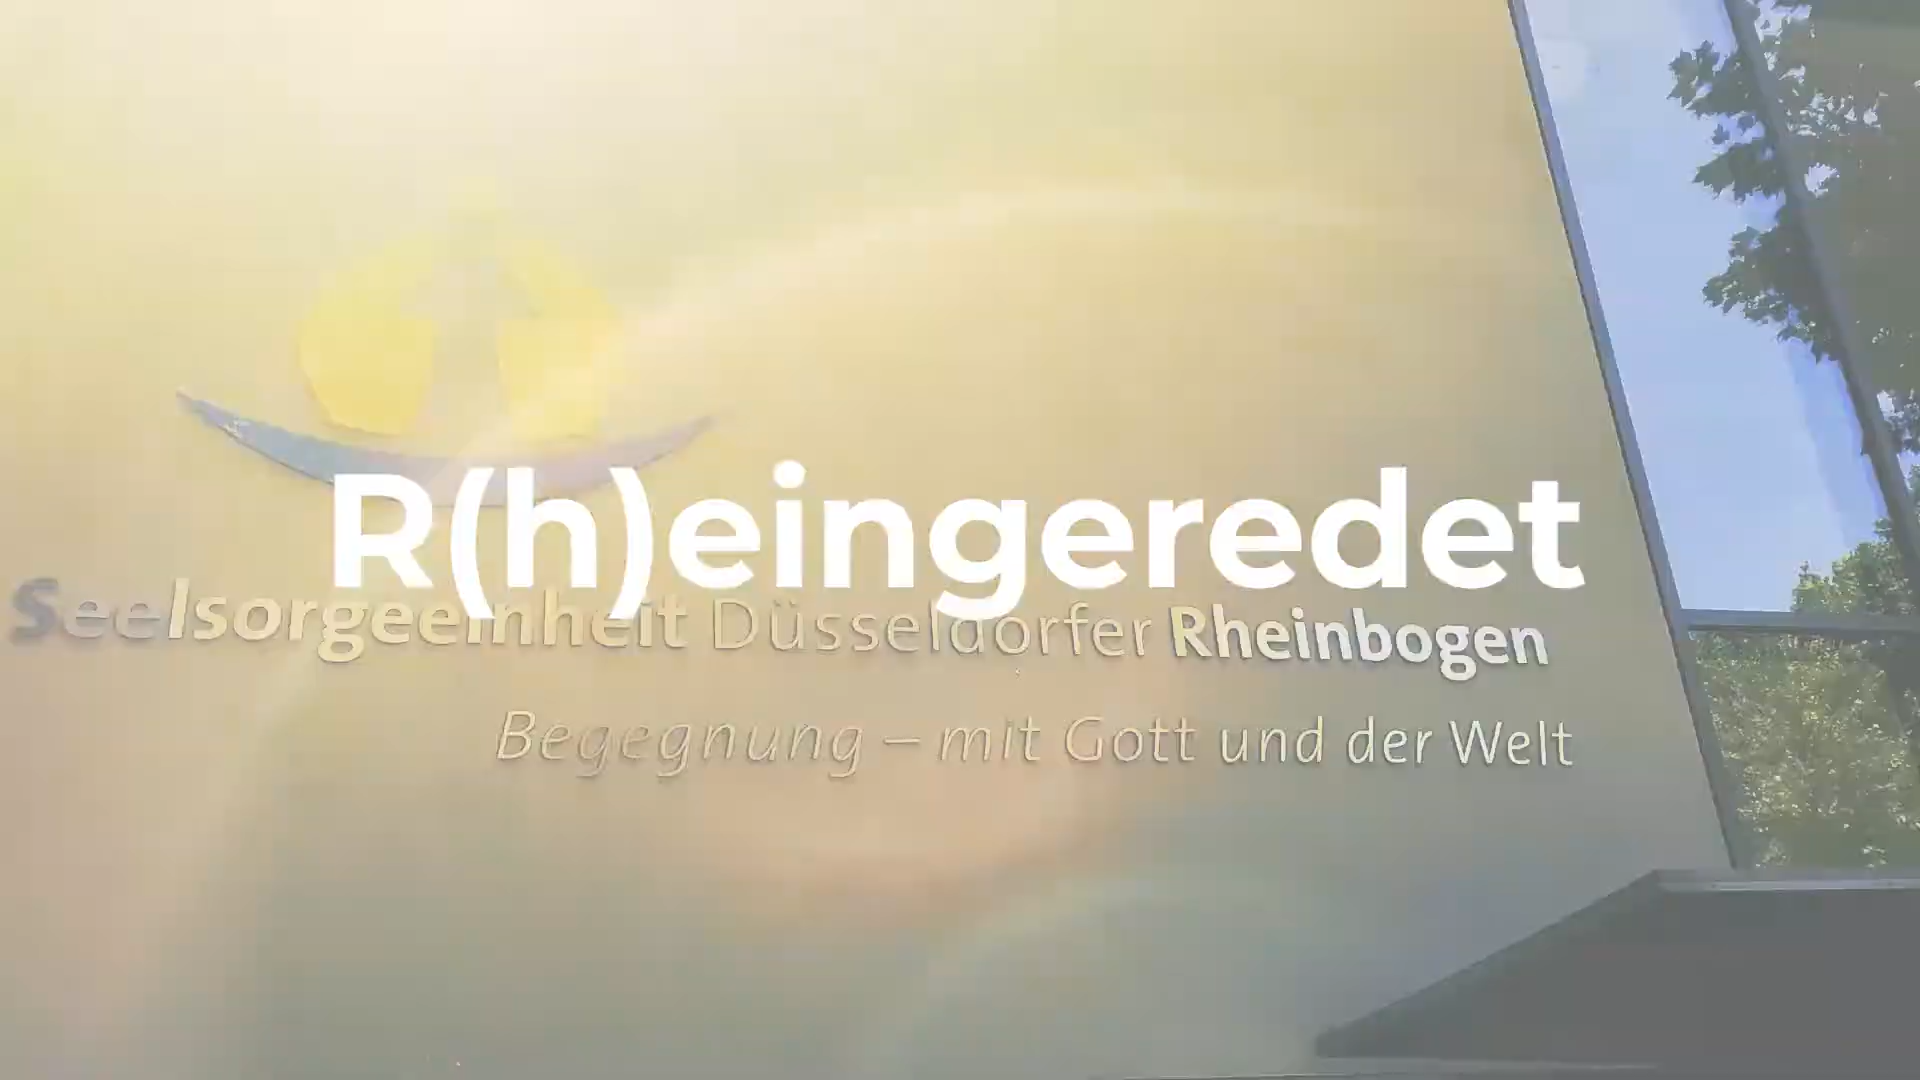 R(h)eingeredet
Seelsorgeeinheit Düsseldorfer Rheinbogen
Begegnung – mit Gott und der Welt